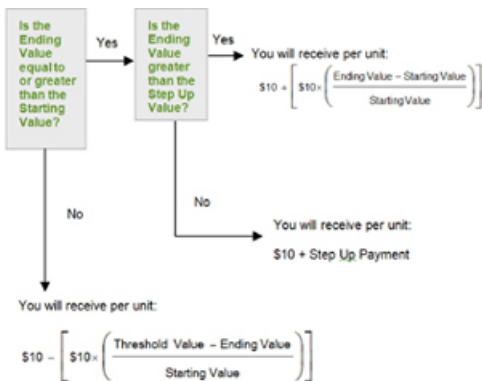 Is the
Ending
Value
equal to
or greater
than the
Starting
Value?
Yes
Is the
Ending
Value
greater
than the
Step Up
Value?
Yes
You will receive per unit:
$10 + [ $10× ( Ending Value – Starting Value
Starting Value ) ]
No
No
You will receive per unit:
$10 + Step Up Payment
You will receive per unit:
$10 – [ $10× ( Threshold Value – Ending Value
Starting Value ) ]